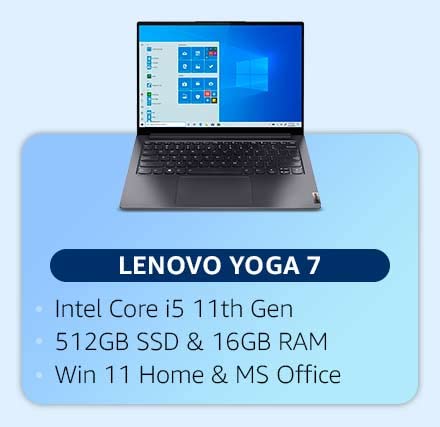 LENOVO YOGA 7
Intel Core i5 11th Gen
512GB SSD & 16GB RAM
Win 11 Home & MS Office